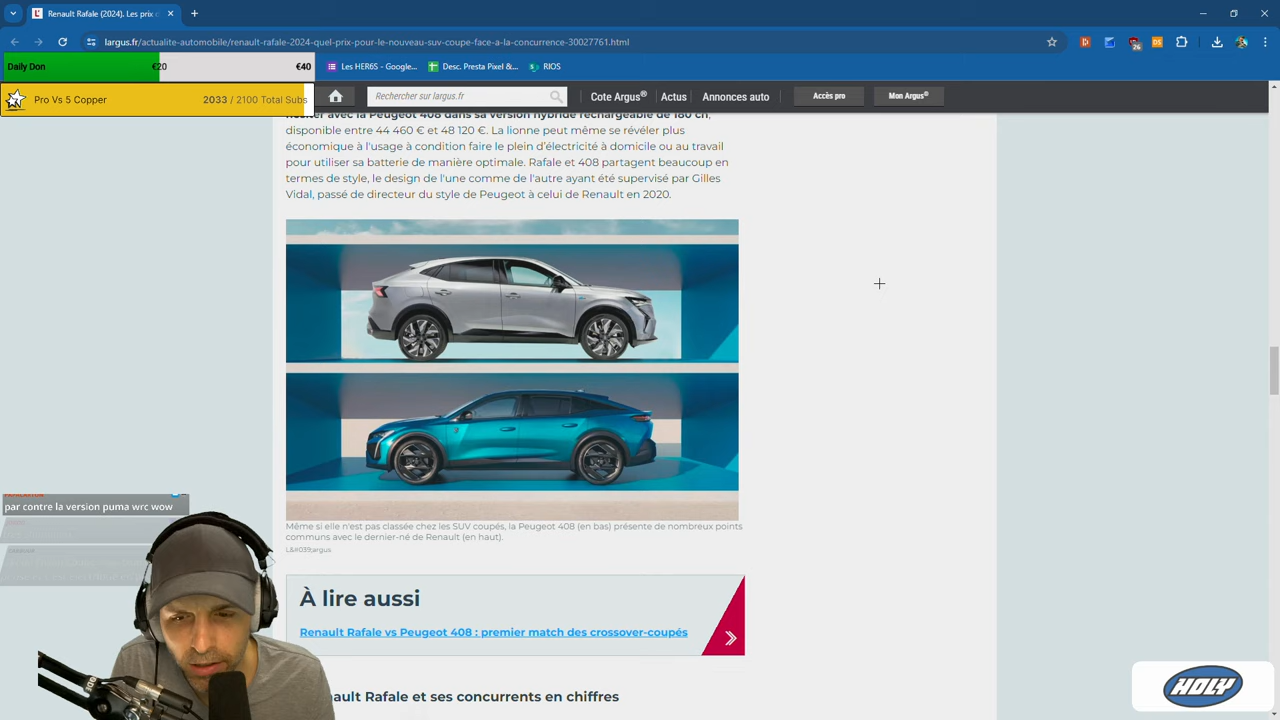 Renault Rafale (2024). Les prix
largus.fr/actualite-automobile/renault-rafale-2024-quel-prix-pour-le-nouveau-suv-coupe-face-a-la-concurrence-30027761.html
Daily Don
€20
€40
Les HER6S - Google...
Desc. Presta Pixel &...
RIOS
Pro Vs 5 Copper
2033 / 2100 Total Subs
Rechercher sur largus.fr
Cote Argus®
Actus
Annonces auto
Accès pro
Mon Argus®
avec la Peugeot 408 dans sa version hybride rechargeable de 180 ch,
disponible entre 44 460 € et 48 120 €. La lionne peut même se révéler plus
économique à l'usage à condition faire le plein d'électricité à domicile ou au travail
pour utiliser sa batterie de manière optimale. Rafale et 408 partagent beaucoup en
termes de style, le design de l'une comme de l'autre ayant été supervisé par Gilles
Vidal, passé de directeur du style de Peugeot à celui de Renault en 2020.
par contre la version puma wrc wow
Même si elle n'est pas classée chez les SUV coupés, la Peugeot 408 (en bas) présente de nombreux points
communs avec le dernier-né de Renault (en haut).
L&#039;argus
À lire aussi
Renault Rafale vs Peugeot 408 : premier match des crossover-coupés
Rafale et ses concurrents en chiffres
HOLY